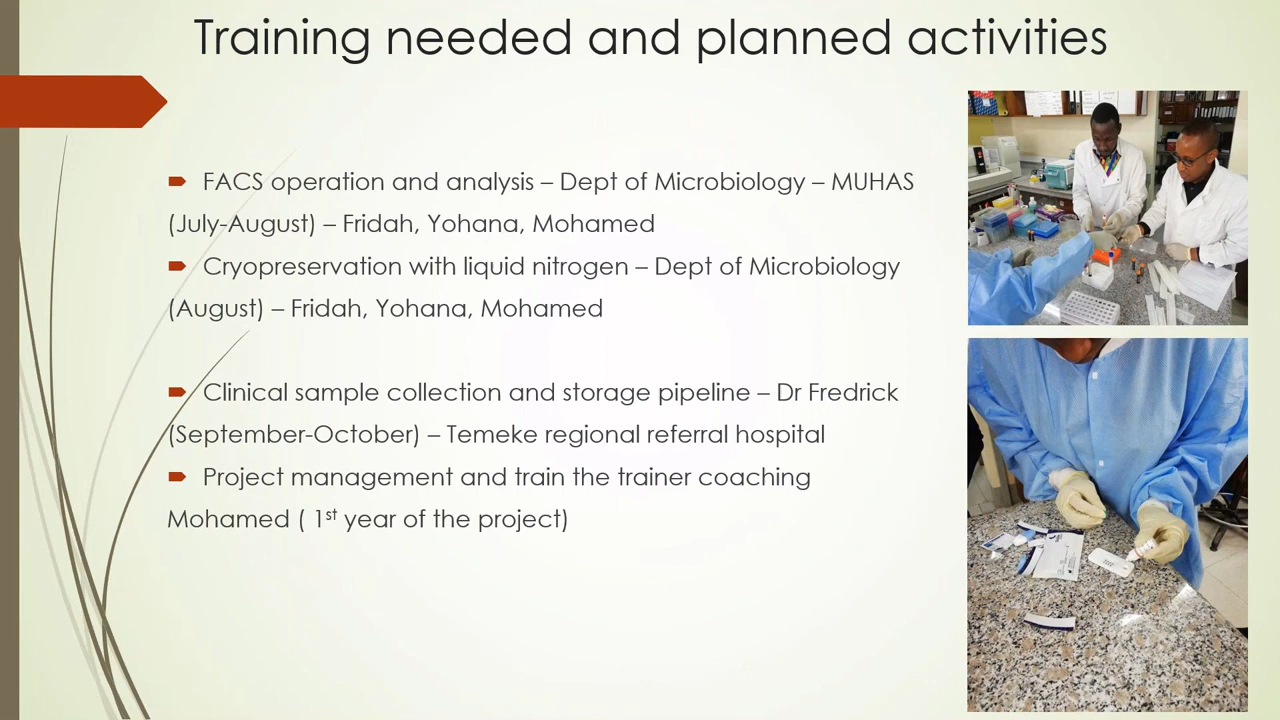 Training needed and planned activities
FACS operation and analysis – Dept of Microbiology – MUHAS
(July-August) – Fridah, Yohana, Mohamed
Cryopreservation with liquid nitrogen – Dept of Microbiology
(August) – Fridah, Yohana, Mohamed
Clinical sample collection and storage pipeline – Dr Fredrick
(September-October) – Temeke regional referral hospital
Project management and train the trainer coaching
Mohamed ( 1st year of the project)